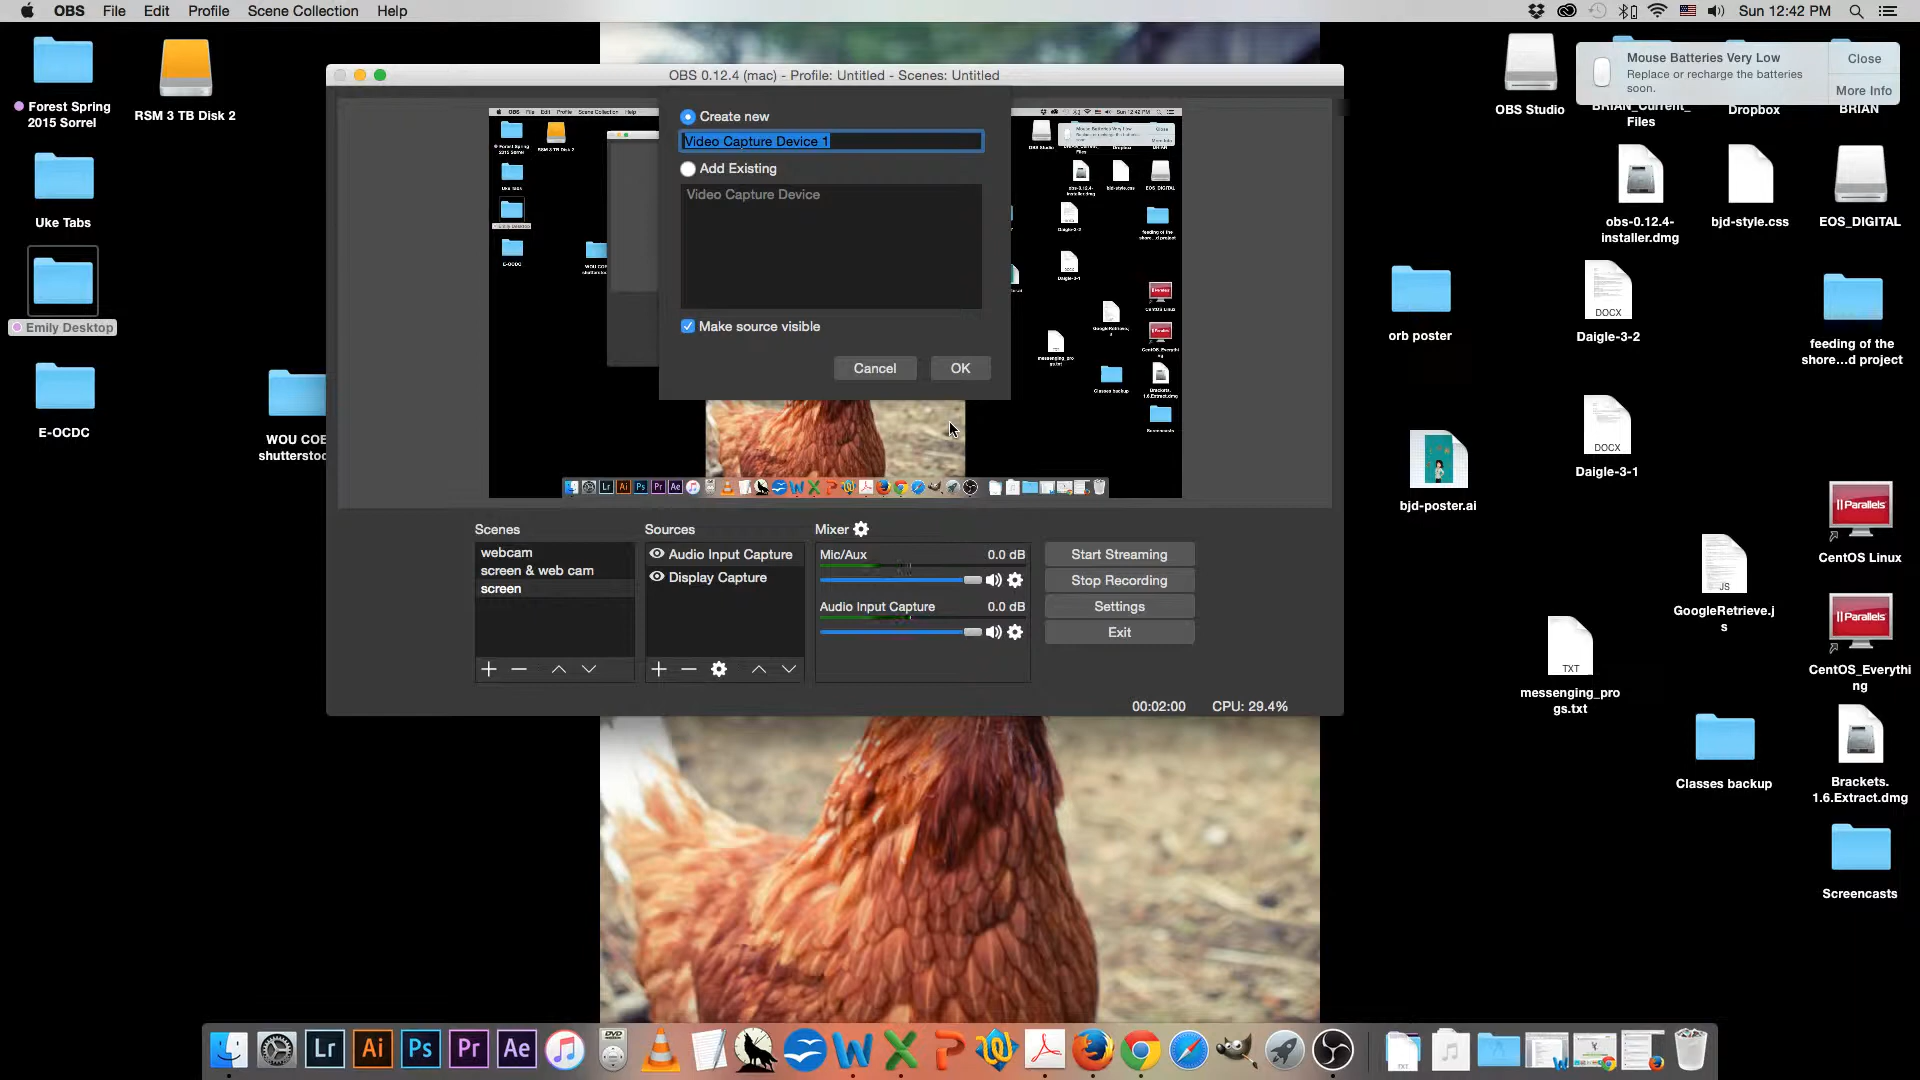 OBS File Edit Profile Scene Collection Help
Sun 12:42 PM
Forest Spring
2015 Sorrel
RSM 3 TB Disk 2
Uke Tabs
Emily Desktop
E-OCDC
WOU COE
OBS 0.12.4 (mac) - Profile: Untitled - Scenes: Untitled
Create new
Video Capture Device 1
Add Existing
Video Capture Device
Make source visible
Cancel
OK
Scenes
webcam
screen & web cam
screen
Sources
Audio Input Capture
Display Capture
Mixer
Mic/Aux 0.0 dB
Audio Input Capture 0.0 dB
Start Streaming
Stop Recording
Settings
Exit
00:02:00 CPU: 29.4%
Mouse Batteries Very Low
Replace or recharge the batteries
soon.
Close
More Info
OBS Studio
BRIAN_Current_
Files
Dropbox
BRIAN
obs-0.12.4-
installer.dmg
bjd-style.css
EOS_DIGITAL
orb poster
DOCX
Daigle-3-2
feeding of the
shore...d project
bjd-poster.ai
DOCX
Daigle-3-1
Parallels
CentOS Linux
JS
GoogleRetrieve.j
s
Parallels
CentOS_Everythi
ng
TXT
messenging_pro
gs.txt
Classes backup
Brackets.
1.6.Extract.dmg
Screencasts
Lr
Ai
Ps
Pr
Ae
DVD
TXT